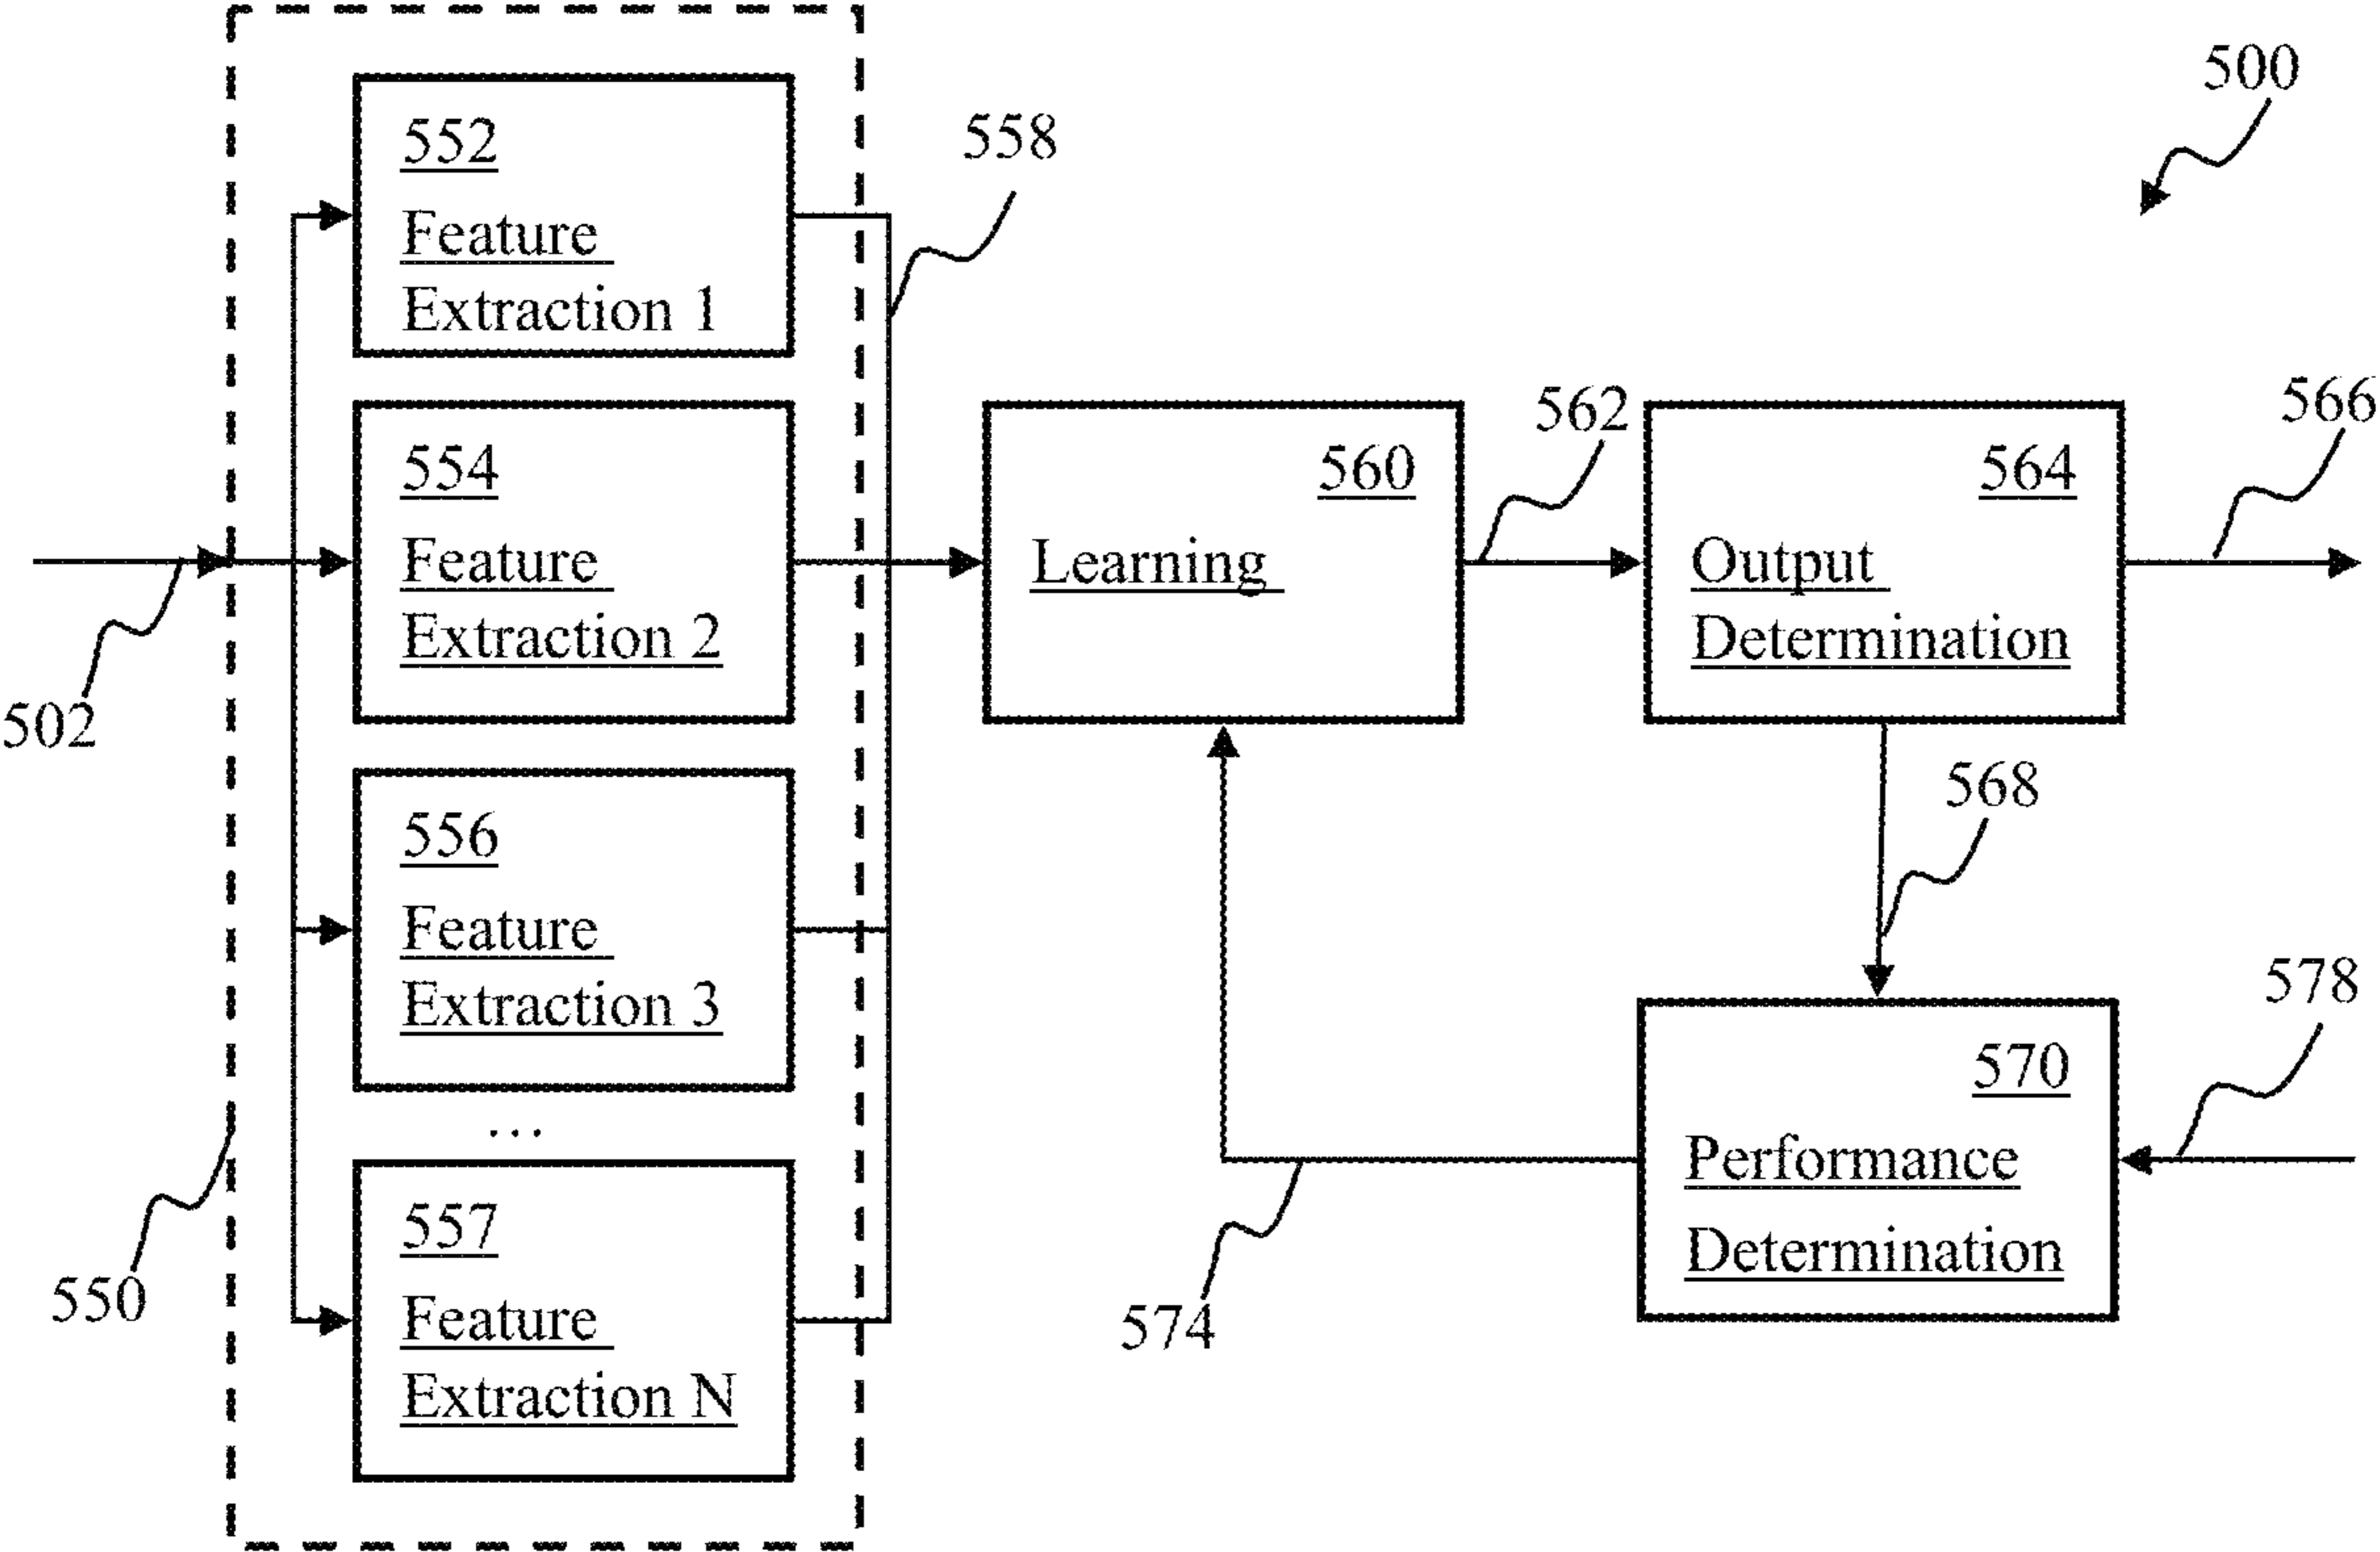 500
552
Feature
Extraction 1
558
554
Feature
Extraction 2
502
556
Feature
Extraction 3
...
557
Feature
Extraction N
550
560
Learning
562
564
Output
Determination
566
568
578
570
Performance
Determination
574